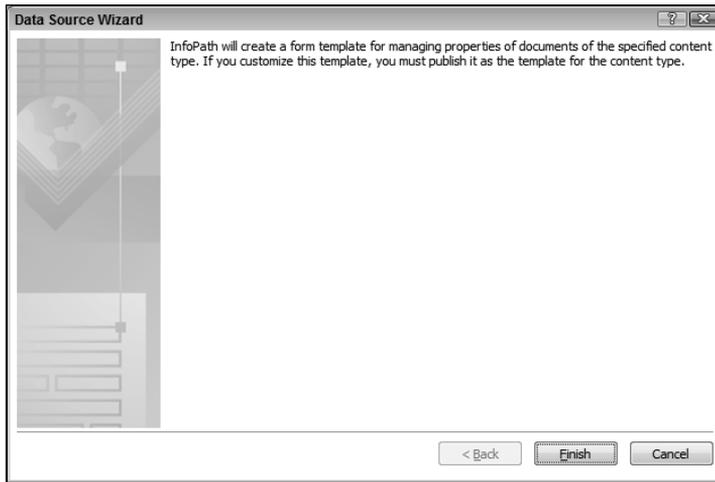 Data Source Wizard
InfoPath will create a form template for managing properties of documents of the specified content
type. If you customize this template, you must publish it as the template for the content type.
< Back Finish Cancel